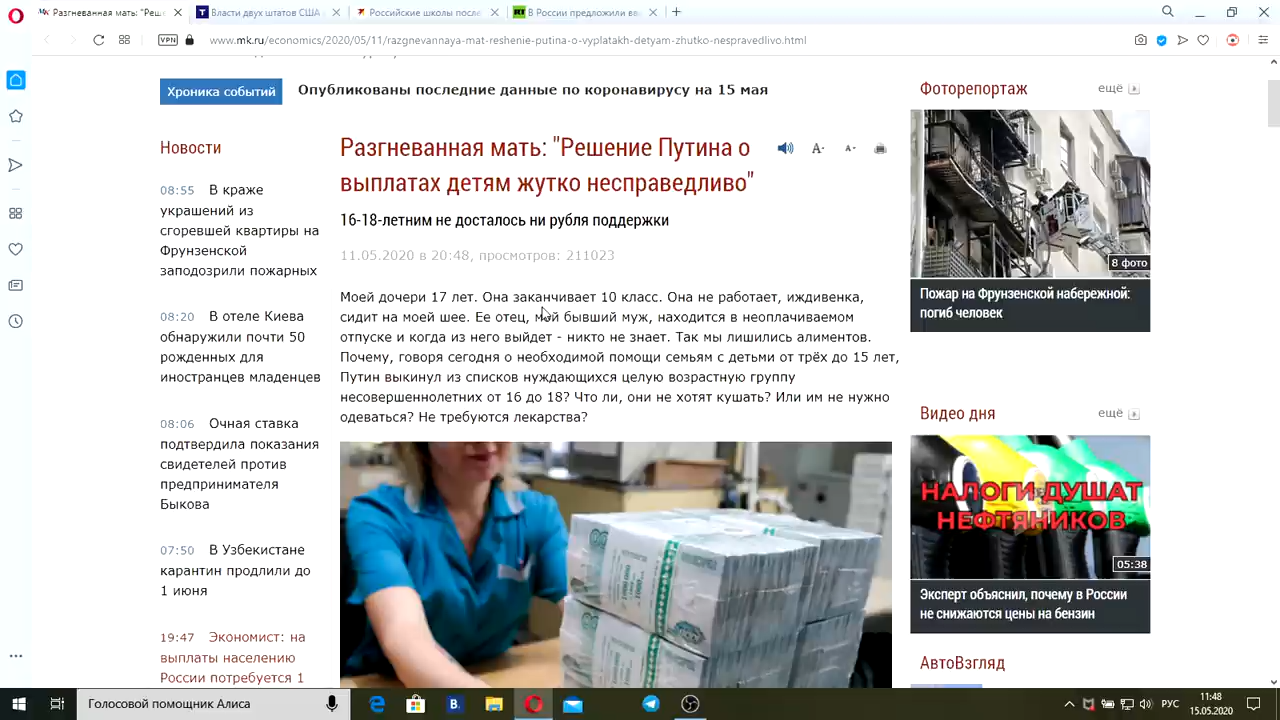 Разгневанная мать: "Реш
Власти двух штатов США
Российские школы после
В России предложили вве
VPN
www.mk.ru/economics/2020/05/11/razgnevannaya-mat-reshenie-putina-o-vyplatakh-detyam-zhutko-nespravedlivo.html
Хроника событий
Опубликованы последние данные по коронавирусу на 15 мая
Новости
08:55 В краже
украшений из
сгоревшей квартиры на
Фрунзенской
заподозрили пожарных
08:20 В отеле Киева
обнаружили почти 50
рожденных для
иностранцев младенцев
08:06 Очная ставка
подтвердила показания
свидетелей против
предпринимателя
Быкова
07:50 В Узбекистане
карантин продлили до
1 июня
19:47 Экономист: на
выплаты населению
России потребуется 1
Разгневанная мать: "Решение Путина о
выплатах детям жутко несправедливо"
A+
A-
16-18-летним не досталось ни рубля поддержки
11.05.2020 в 20:48, просмотров: 211023
Моей дочери 17 лет. Она заканчивает 10 класс. Она не работает, иждивенка,
сидит на моей шее. Ее отец, мой бывший муж, находится в неоплачиваемом
отпуске и когда из него выйдет - никто не знает. Так мы лишились алиментов.
Почему, говоря сегодня о необходимой помощи семьям с детьми от трёх до 15 лет,
Путин выкинул из списков нуждающихся целую возрастную группу
несовершеннолетних от 16 до 18? Что ли, они не хотят кушать? Или им не нужно
одеваться? Не требуются лекарства?
Фоторепортаж
ещё
8 фото
Пожар на Фрунзенской набережной:
погиб человек
Видео дня
ещё
НАЛОГИ ДУШАТ
НЕФТЯНИКОВ
05:38
Эксперт объяснил, почему в России
не снижаются цены на бензин
АвтоВзгляд
Голосовой помощник Алиса
РУС
11:48
15.05.2020